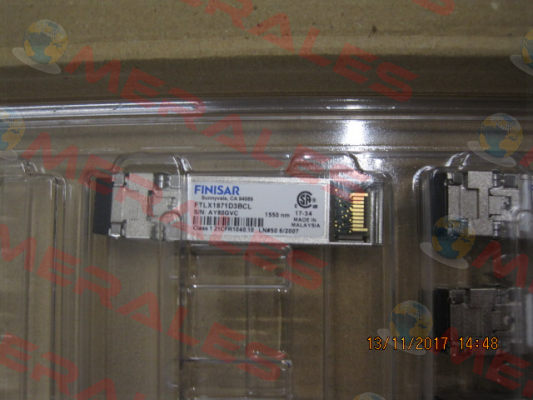 MERALES
FINISAR
Sunnyvale, CA 94089
FTLX1871D3BCL
S/N: AY80GVC 1550 nm 17-34
MADE IN
MALAYSIA
Class 1 21CFR1040.10 LN#50 6/2007
13/11/2017 14:48